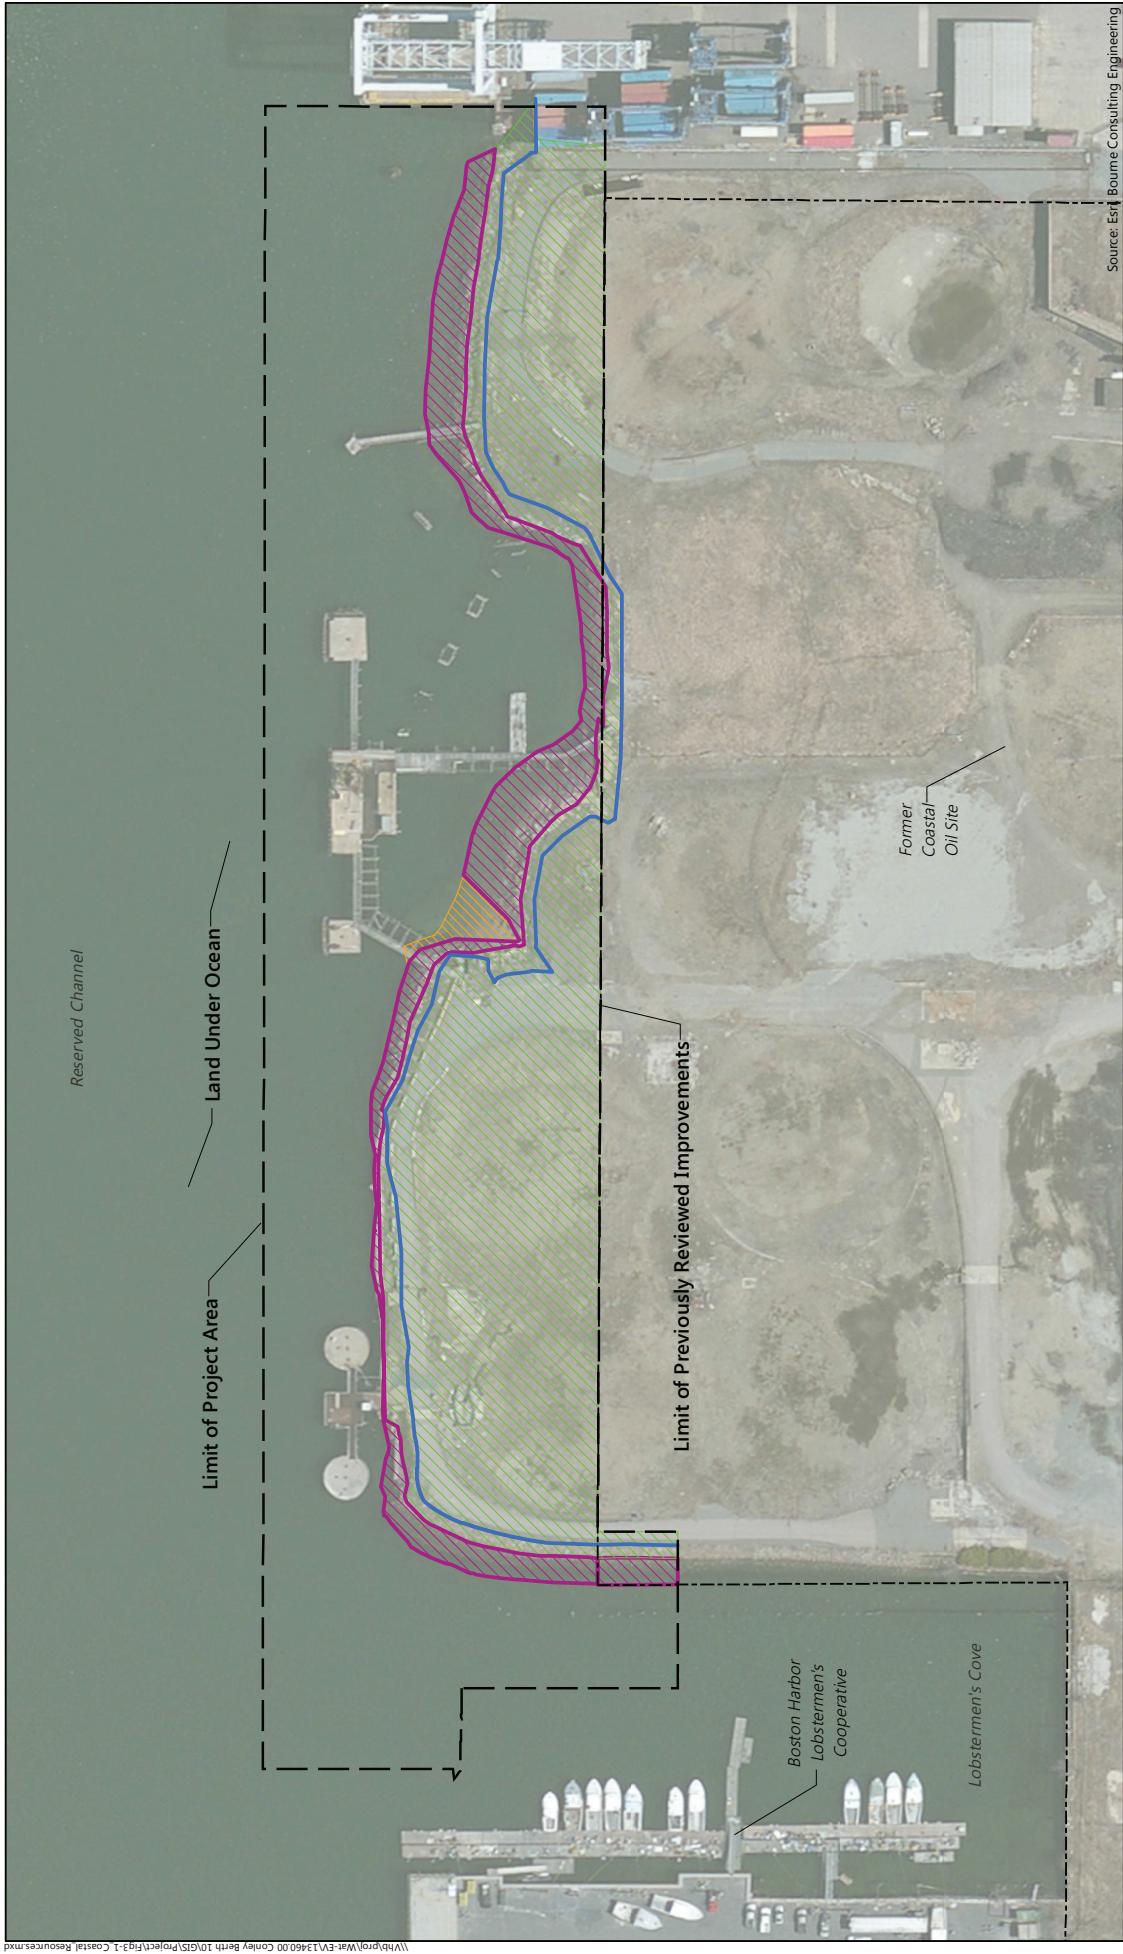 Reserved Channel
Land Under Ocean
Limit of Project Area
Limit of Previously Reviewed Improvements
Former
Coastal
Oil Site
Boston Harbor
Lobstermen's
Cooperative
Lobstermen's Cove
Source: Esri, Bourne Consulting Engineering
\\Vhb\proj\Wat-EV\13460.00 Conley Berth 10\GIS\Project\Fig3-1_Coastal_Resources.mxd